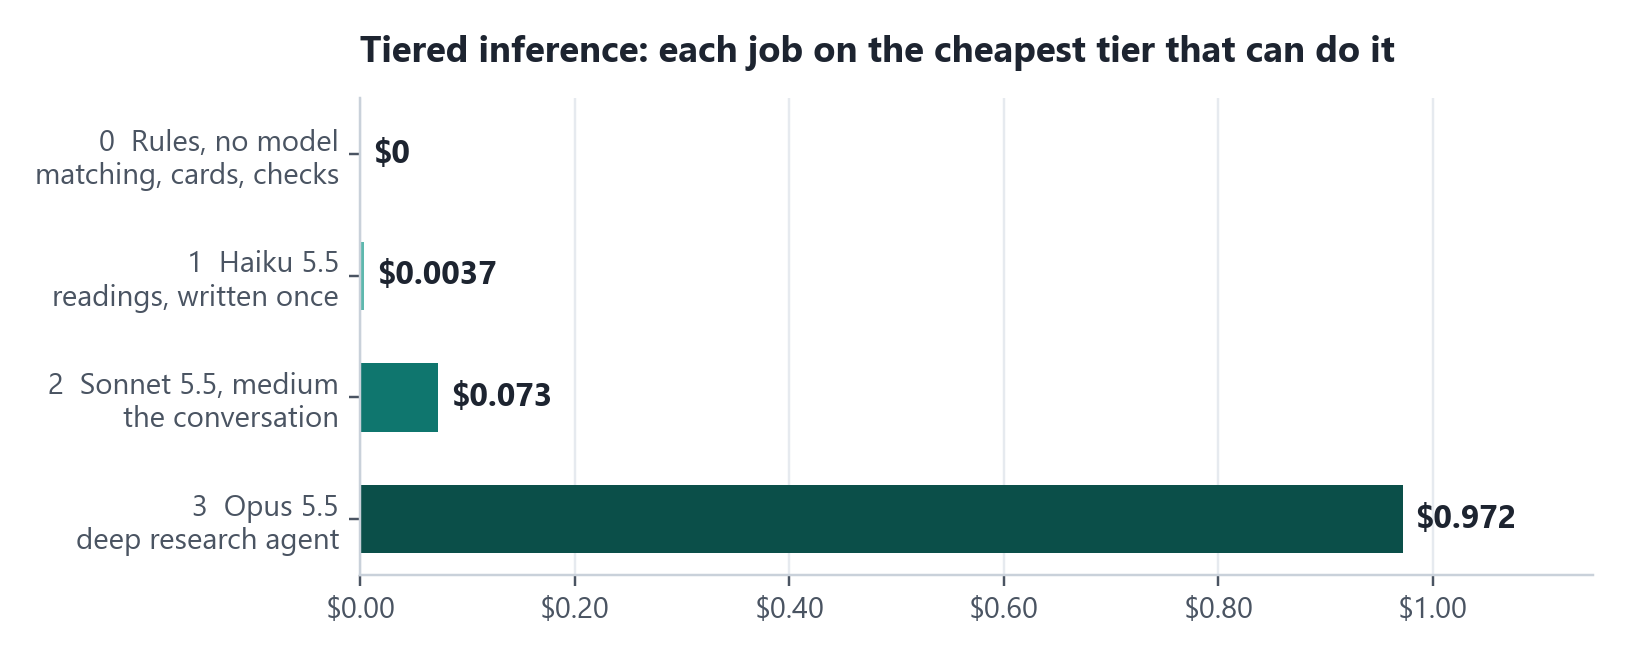 Tiered inference: each job on the cheapest tier that can do it
0 Rules, no model
matching, cards, checks
$0
1 Haiku 5.5
readings, written once
$0.0037
2 Sonnet 5.5, medium
the conversation
$0.073
3 Opus 5.5
deep research agent
$0.972
$0.00 $0.20 $0.40 $0.60 $0.80 $1.00